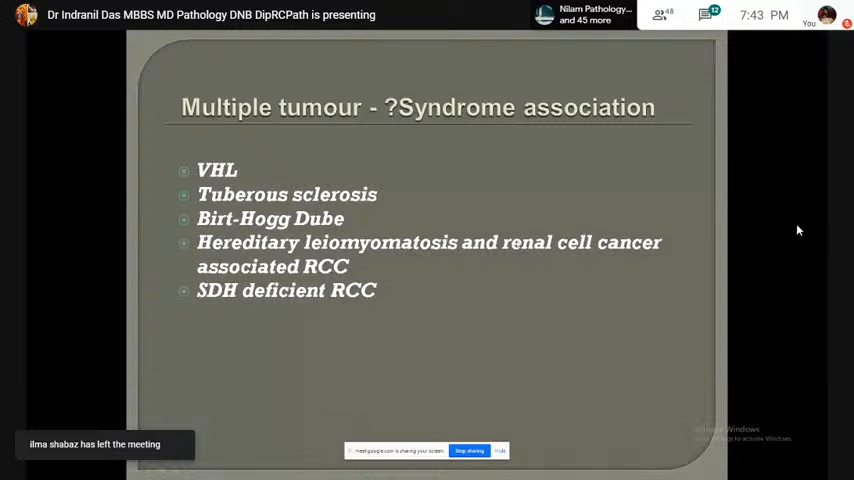 Dr Indranil Das MBBS MD Pathology DNB DipRCPath is presenting
Nilam Pathology...
and 45 more
48
12
7:43 PM
You
Multiple tumour - ?Syndrome association
VHL
Tuberous sclerosis
Birt-Hogg Dube
Hereditary leiomyomatosis and renal cell cancer
associated RCC
SDH deficient RCC
Activate Windows
to activate Windows.
ilma shabaz has left the meeting
meet.google.com is sharing your screen.
Stop sharing
Hide